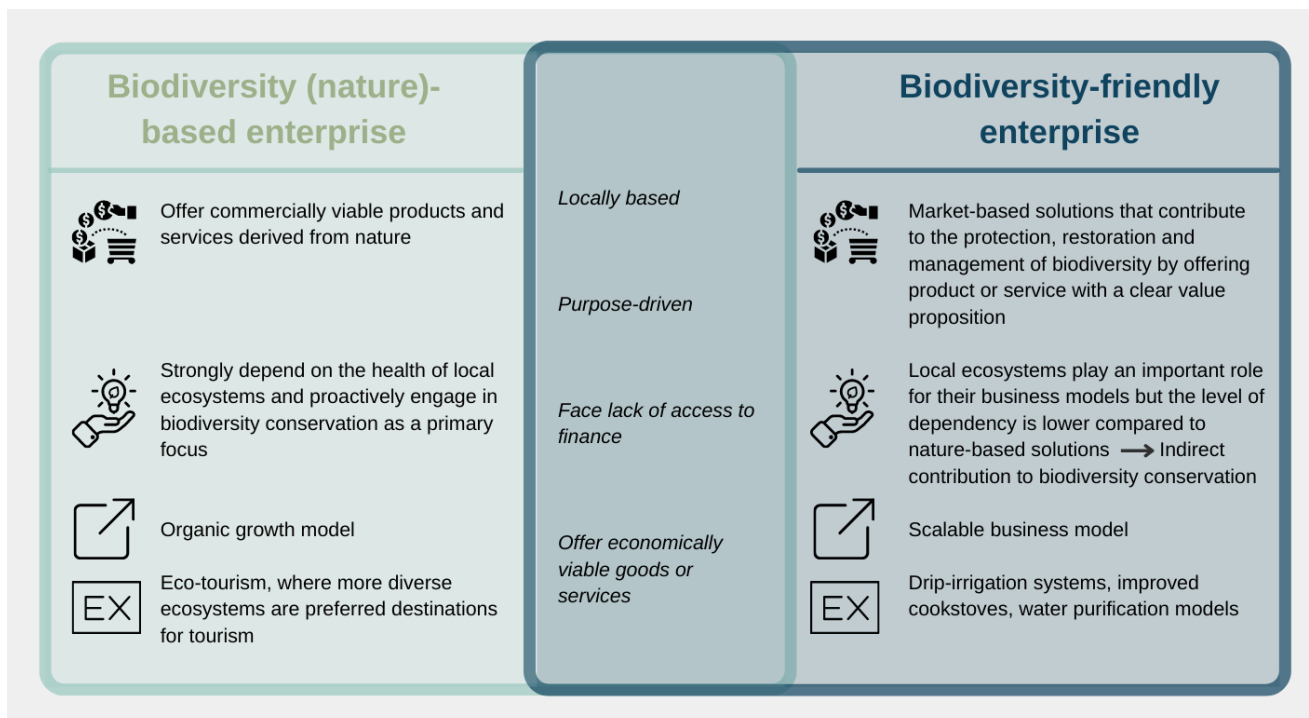 Biodiversity (nature)-
based enterprise
Offer commercially viable products and
services derived from nature
Strongly depend on the health of local
ecosystems and proactively engage in
biodiversity conservation as a primary
focus
Organic growth model
EX
Eco-tourism, where more diverse
ecosystems are preferred destinations
for tourism
Locally based
Purpose-driven
Face lack of access to
finance
Offer economically
viable goods or
services
Biodiversity-friendly
enterprise
Market-based solutions that contribute
to the protection, restoration and
management of biodiversity by offering
product or service with a clear value
proposition
Local ecosystems play an important role
for their business models but the level of
dependency is lower compared to
nature-based solutions → Indirect
contribution to biodiversity conservation
Scalable business model
EX
Drip-irrigation systems, improved
cookstoves, water purification models